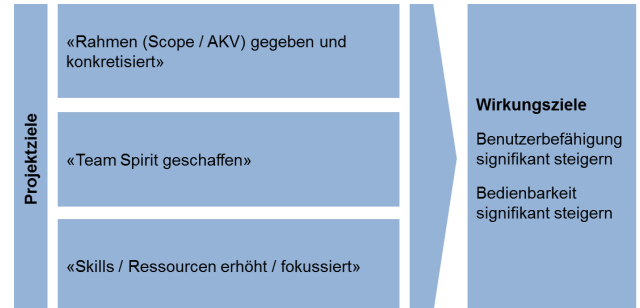 Projektziele
«Rahmen (Scope / AKV) gegeben und
konkretisiert»
«Team Spirit geschaffen»
«Skills / Ressourcen erhöht / fokussiert»
Wirkungsziele
Benutzerbefähigung
signifikant steigern
Bedienbarkeit
signifikant steigern